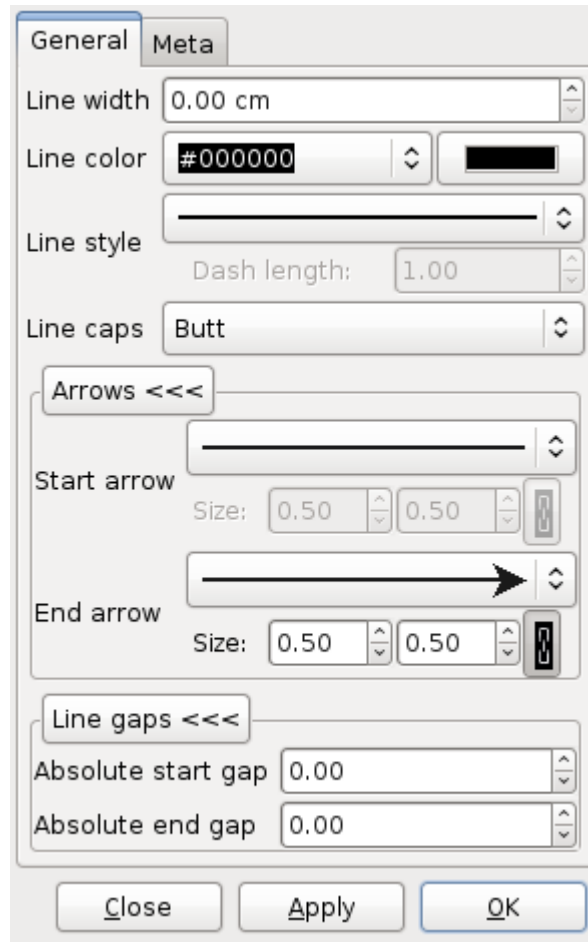 General Meta
Line width 0.00 cm
Line color #000000
Line style
Dash length: 1.00
Line caps Butt
Arrows <<<
Start arrow
Size: 0.50 0.50
End arrow
Size: 0.50 0.50
Line gaps <<<
Absolute start gap 0.00
Absolute end gap 0.00
Close Apply OK